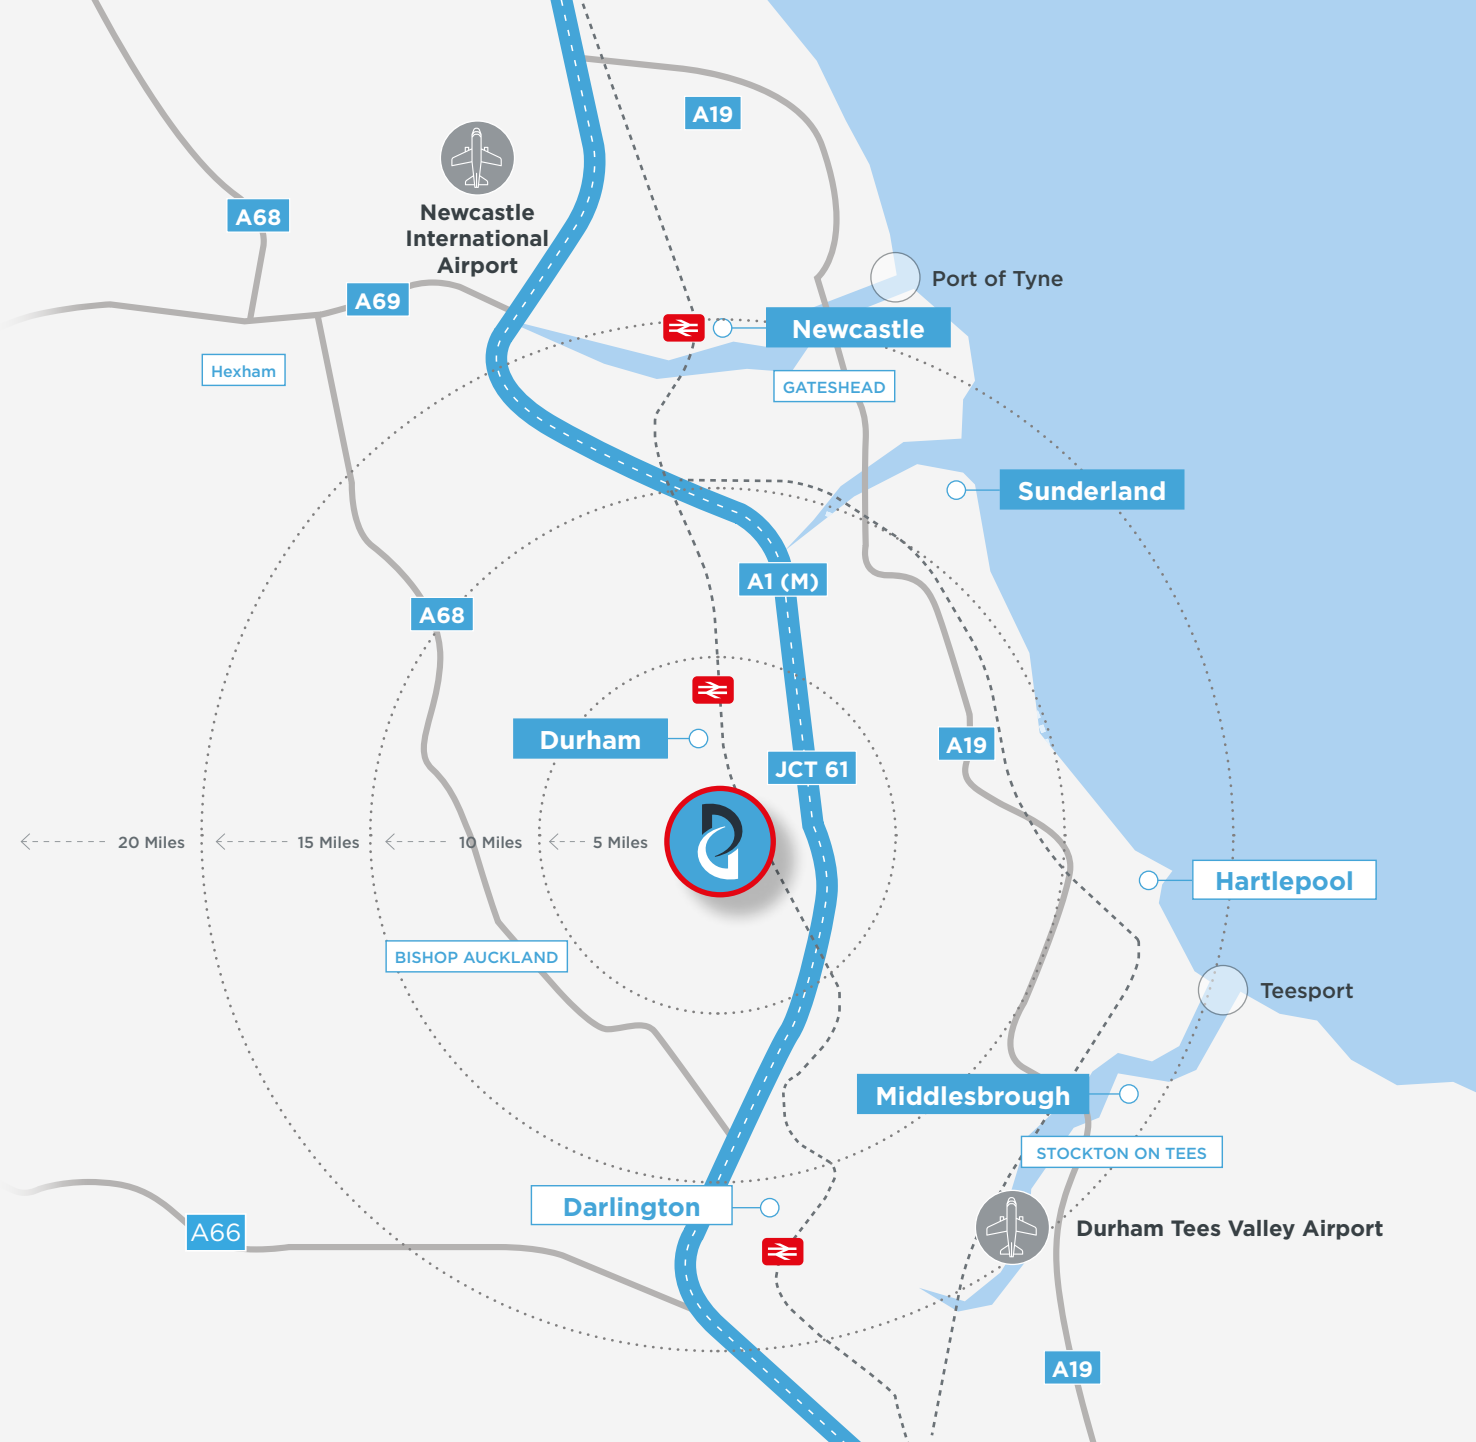 A19
Newcastle
International
Airport
A68
A69
Port of Tyne
Newcastle
Hexham
GATESHEAD
Sunderland
A1 (M)
A68
Durham
A19
JCT 61
20 Miles
15 Miles
10 Miles
5 Miles
Hartlepool
BISHOP AUCKLAND
Teesport
Middlesbrough
STOCKTON ON TEES
Darlington
A66
Durham Tees Valley Airport
A19